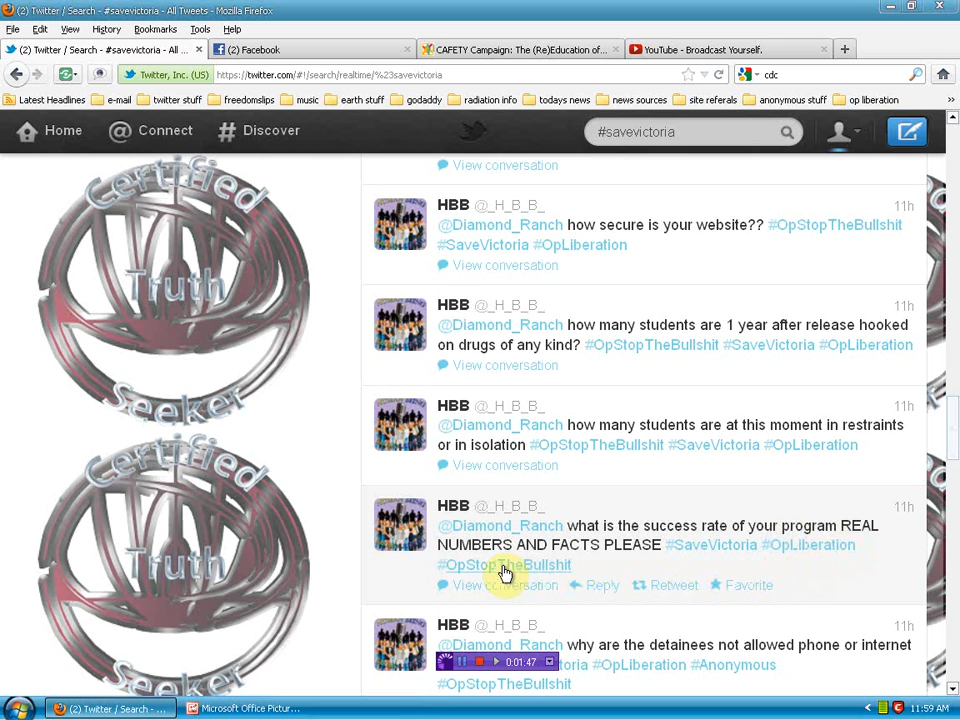 (2) Twitter / Search - #savevictoria - All Tweets - Mozilla Firefox
File Edit View History Bookmarks Tools Help
(2) Twitter / Search - #savevictoria - All ... × (2) Facebook × CAFETY Campaign: The (Re)Education of... × YouTube - Broadcast Yourself. × +
Twitter, Inc. (US) https://twitter.com/#!/search/realtime/%23savevictoria cdc
Latest Headlines e-mail twitter stuff freedomslips music earth stuff godaddy radiation info todays news news sources site referals anonymous stuff op liberation »
Home @ Connect # Discover #savevictoria
View conversation
Certified
Truth
Seeker
HBB @_H_B_B_ 11h
@Diamond_Ranch how secure is your website?? #OpStopTheBullshit
#SaveVictoria #OpLiberation
View conversation
HBB @_H_B_B_ 11h
@Diamond_Ranch how many students are 1 year after release hooked
on drugs of any kind? #OpStopTheBullshit #SaveVictoria #OpLiberation
View conversation
HBB @_H_B_B_ 11h
@Diamond_Ranch how many students are at this moment in restraints
or in isolation #OpStopTheBullshit #SaveVictoria #OpLiberation
View conversation
Certified
Truth
Seeker
HBB @_H_B_B_ 11h
@Diamond_Ranch what is the success rate of your program REAL
NUMBERS AND FACTS PLEASE #SaveVictoria #OpLiberation
#OpStopTheBullshit
View conversation Reply Retweet Favorite
HBB @_H_B_B_ 11h
@Diamond_Ranch why are the detainees not allowed phone or internet
0:01:47 toria #OpLiberation #Anonymous
#OpStopTheBullshit
(2) Twitter / Search - ... Microsoft Office Pictur... 11:59 AM